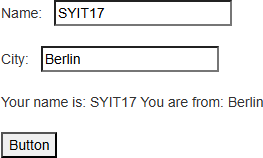 Name: SYIT17
City: Berlin
Your name is: SYIT17 You are from: Berlin
Button